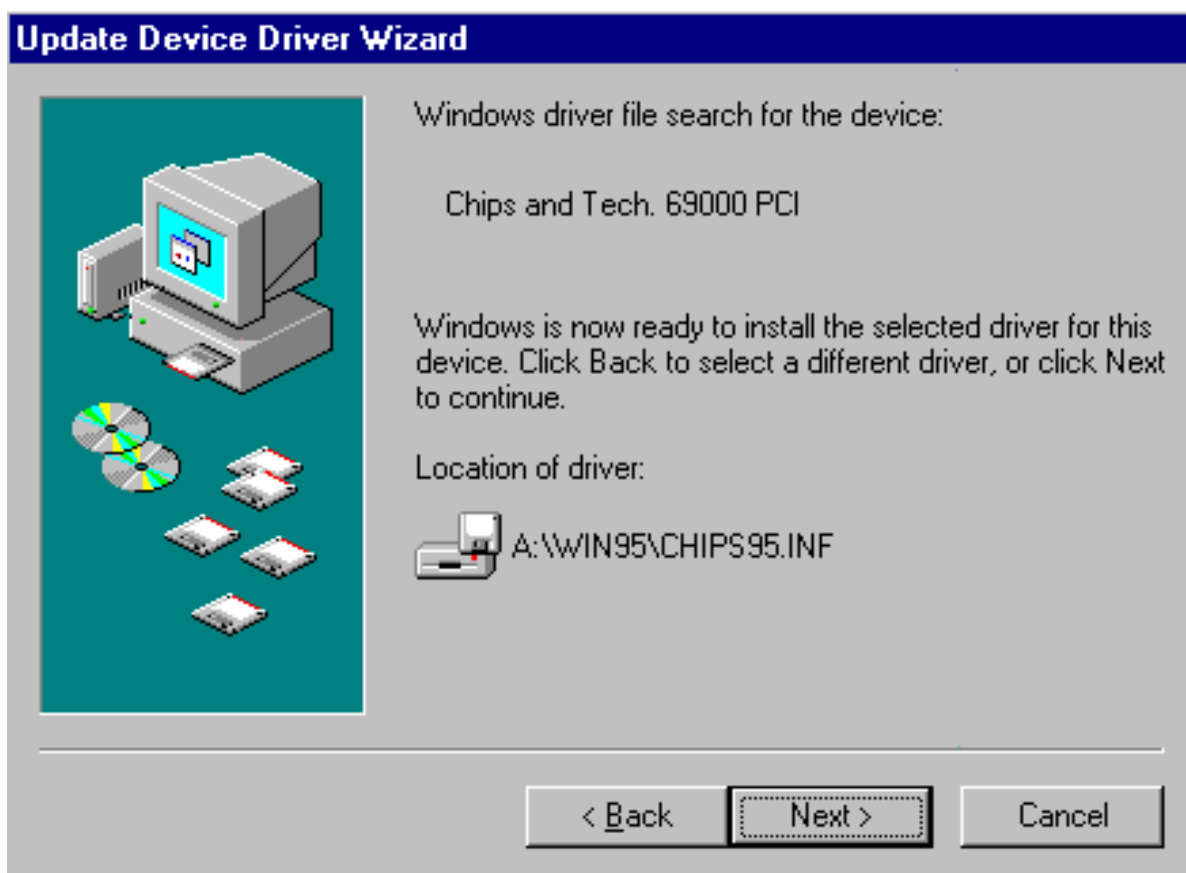 Update Device Driver Wizard
Windows driver file search for the device:
Chips and Tech. 69000 PCI
Windows is now ready to install the selected driver for this
device. Click Back to select a different driver, or click Next
to continue.
Location of driver:
A:\WIN95\CHIPS95.INF
< Back
Next >
Cancel